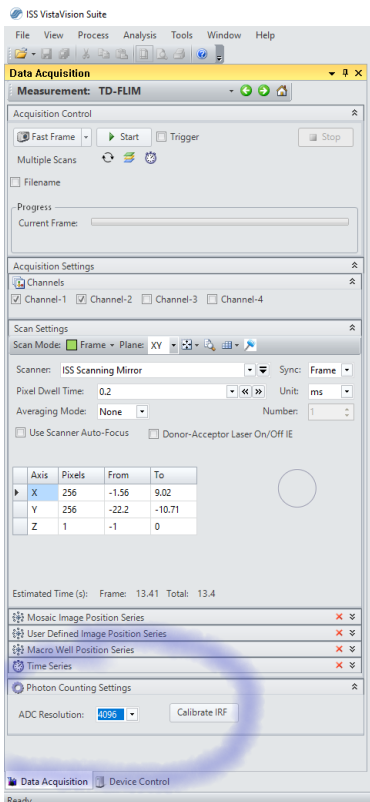 ISS VistaVision Suite
File View Process Analysis Tools Window Help
Data Acquisition
Measurement: TD-FLIM
Acquisition Control
Fast Frame Start Trigger Stop
Multiple Scans
Filename
Progress
Current Frame:
Acquisition Settings
Channels
Channel-1 Channel-2 Channel-3 Channel-4
Scan Settings
Scan Mode: Frame Plane: XY
Scanner: ISS Scanning Mirror Sync: Frame
Pixel Dwell Time: 0.2 Unit: ms
Averaging Mode: None Number: 1
Use Scanner Auto-Focus Donor-Acceptor Laser On/Off IE
Axis Pixels From To
X 256 -1.56 9.02
Y 256 -22.2 -10.71
Z 1 -1 0
Estimated Time (s): Frame: 13.41 Total: 13.4
Mosaic Image Position Series
User Defined Image Position Series
Macro Well Position Series
Time Series
Photon Counting Settings
ADC Resolution: 4096 Calibrate IRF
Data Acquisition Device Control
Ready